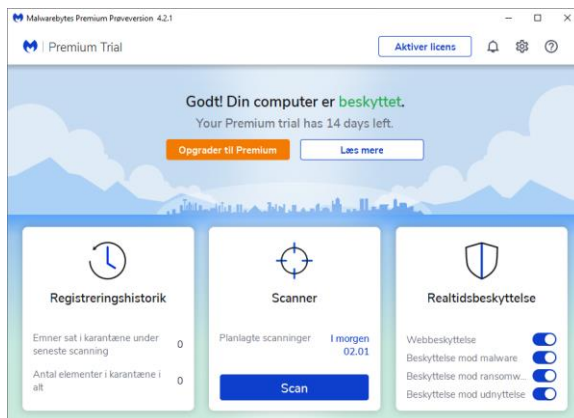 Malwarebytes Premium Prøveversion 4.2.1
Premium Trial
Aktiver licens
Godt! Din computer er beskyttet.
Your Premium trial has 14 days left.
Opgrader til Premium
Læs mere
Registreringshistorik
Emner sat i karantæne under
seneste scanning
0
Antal elementer i karantæne i
alt
0
Scanner
Planlagte scanninger
I morgen
02.01
Scan
Realtidsbeskyttelse
Webbeskyttelse
Beskyttelse mod malware
Beskyttelse mod ransomw...
Beskyttelse mod udnyttelse